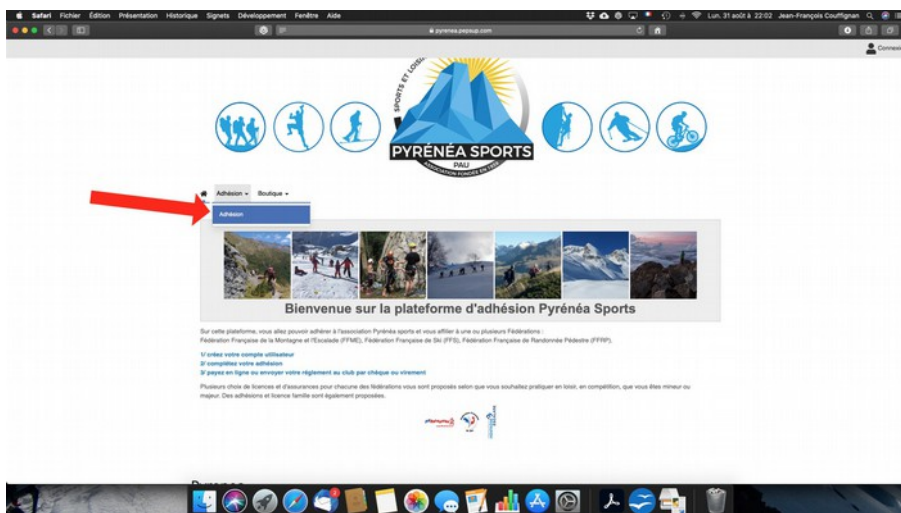 Safari Fichier Édition Présentation Historique Signets Développement Fenêtre Aide Lun. 31 août à 22:02 Jean-François Couffignan
pyrenea.pepsup.com
Connexi
SPORTS ET LOISI
PYRÉNÉA SPORTS
PAU
ASSOCIATION FONDÉE EN
Adhésion Boutique
Adhésion
Bienvenue sur la plateforme d'adhésion Pyrénéa Sports
Sur cette plateforme, vous allez pouvoir adhérer à l'association Pyrénéa sports et vous affilier à une ou plusieurs Fédérations :
Fédération Française de la Montagne et l'Escalade (FFME), Fédération Française de Ski (FFS), Fédération Française de Randonnée Pédestre (FFRP).
1/ créez votre compte utilisateur
2/ complétez votre adhésion
3/ payez en ligne ou envoyer votre règlement au club par chèque ou virement
Plusieurs choix de licences et d'assurances pour chacune des fédérations vous sont proposés selon que vous souhaitez pratiquer en loisir, en compétition, que vous êtes mineur ou
majeur. Des adhésions et licence famille sont également proposées.